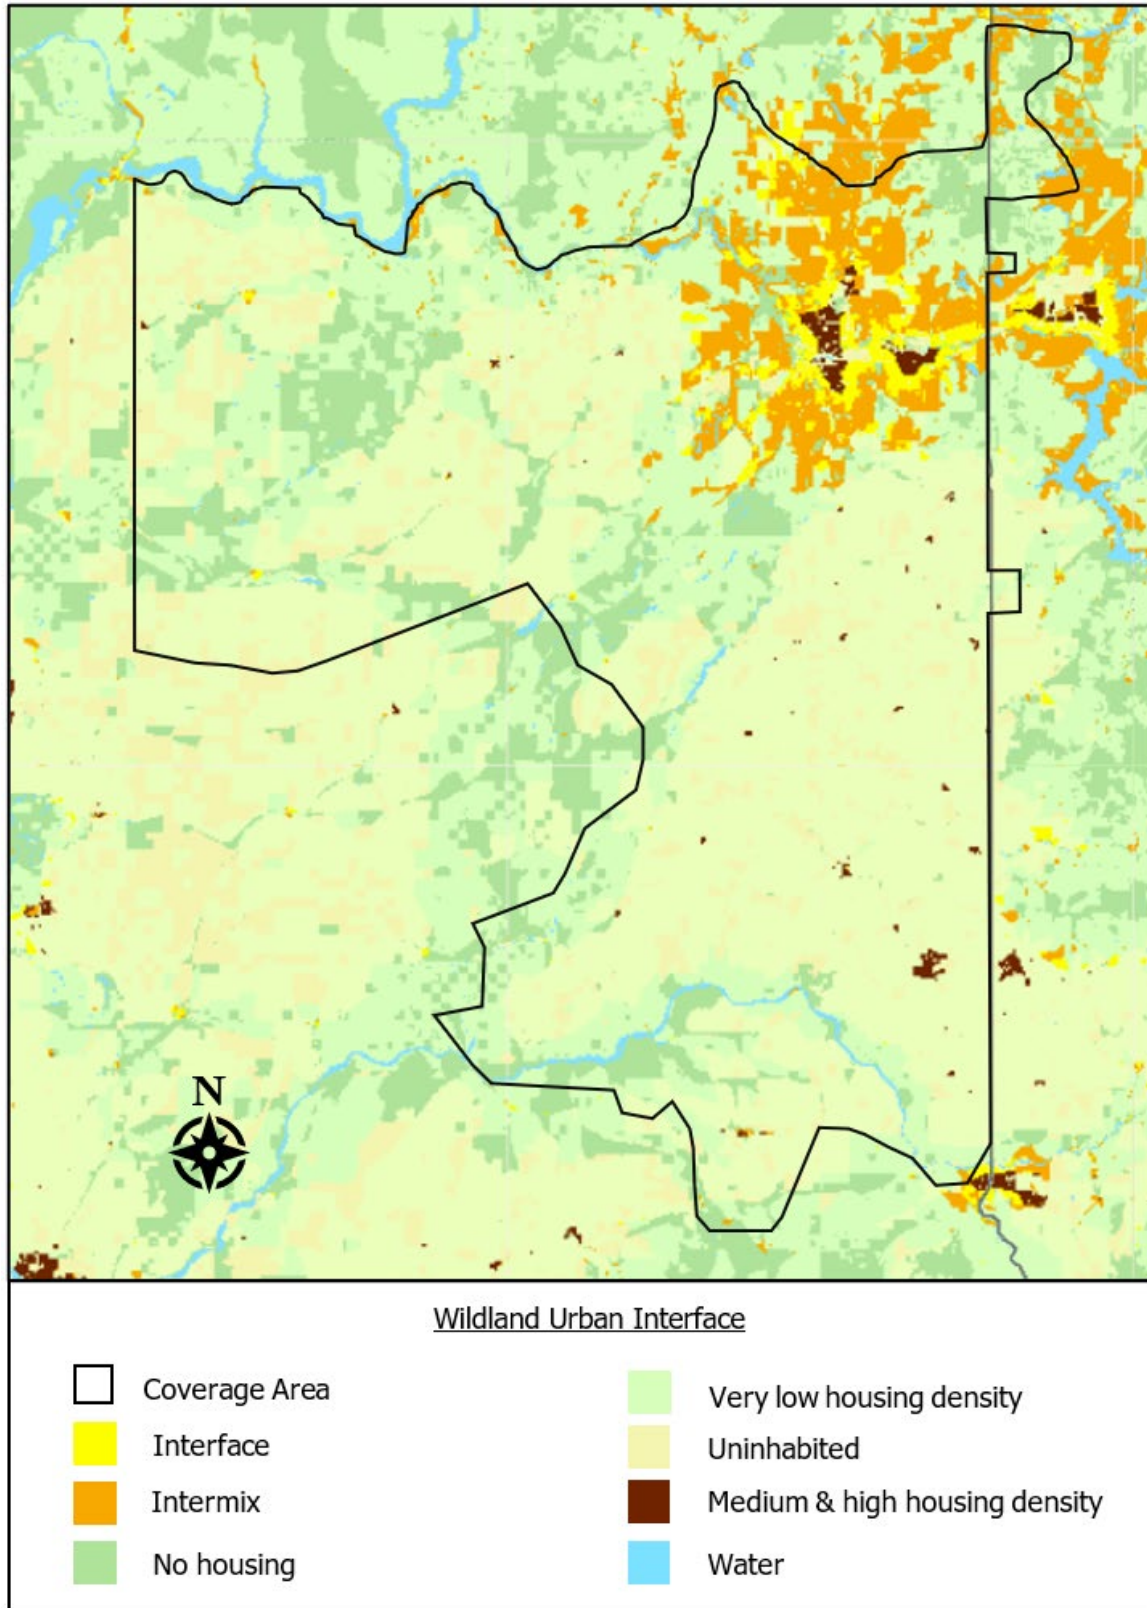 N
Wildland Urban Interface
Coverage Area
Interface
Intermix
No housing
Very low housing density
Uninhabited
Medium & high housing density
Water